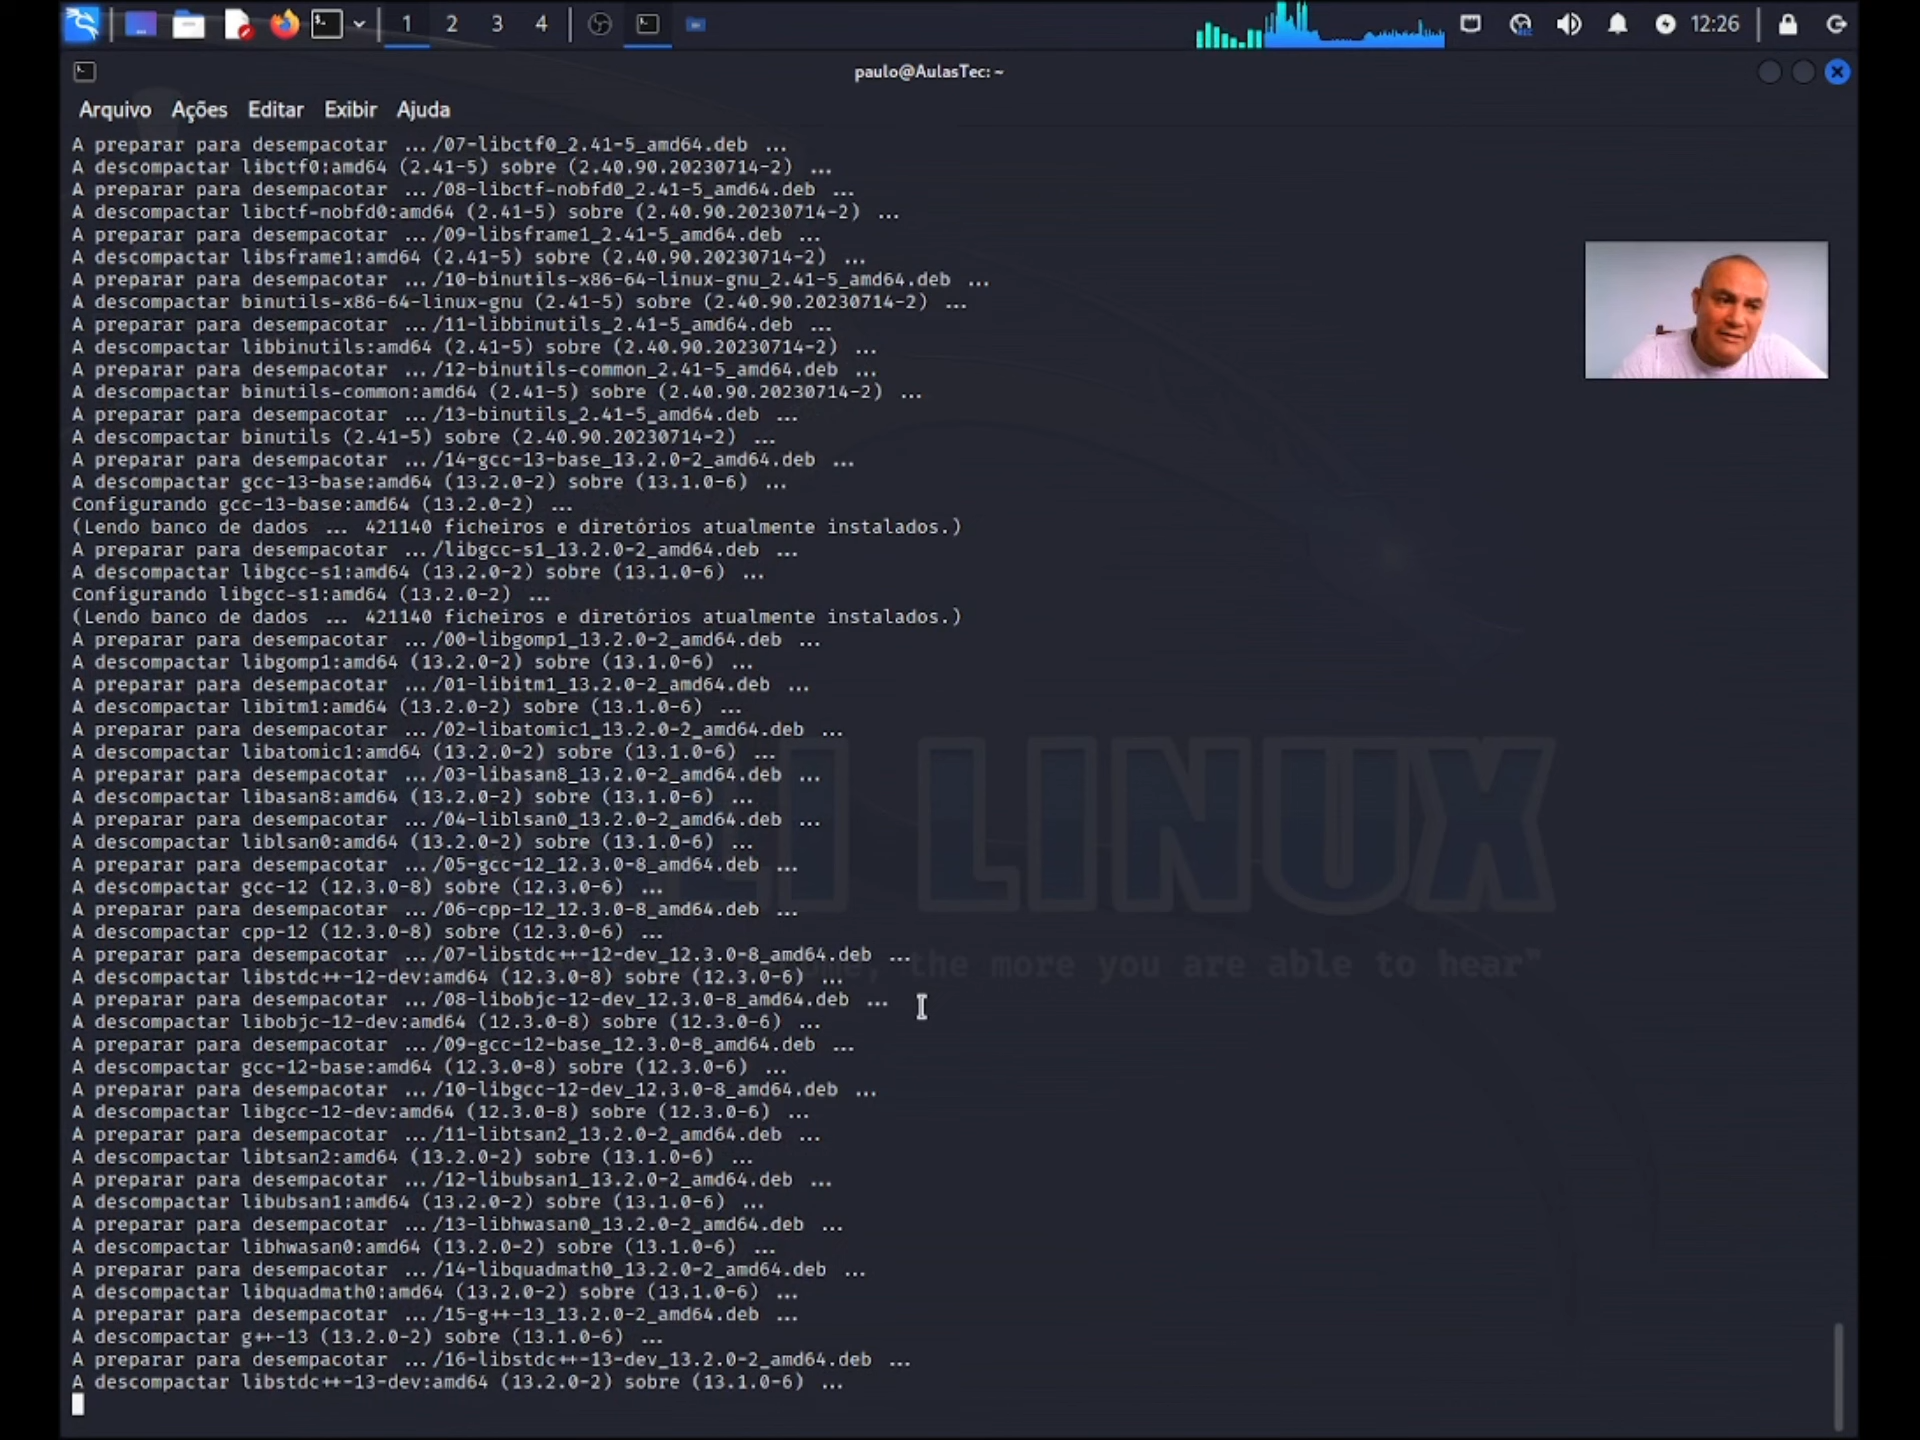 1 2 3 4 12:26
paulo@AulasTec: ~
Arquivo Ações Editar Exibir Ajuda
A preparar para desempacotar .../07-libctf0_2.41-5_amd64.deb ...
A descompactar libctf0:amd64 (2.41-5) sobre (2.40.90.20230714-2) ...
A preparar para desempacotar .../08-libctf-nobfd0_2.41-5_amd64.deb ...
A descompactar libctf-nobfd0:amd64 (2.41-5) sobre (2.40.90.20230714-2) ...
A preparar para desempacotar .../09-libsframe1_2.41-5_amd64.deb ...
A descompactar libsframe1:amd64 (2.41-5) sobre (2.40.90.20230714-2) ...
A preparar para desempacotar .../10-binutils-x86-64-linux-gnu_2.41-5_amd64.deb ...
A descompactar binutils-x86-64-linux-gnu (2.41-5) sobre (2.40.90.20230714-2) ...
A preparar para desempacotar .../11-libbinutils_2.41-5_amd64.deb ...
A descompactar libbinutils:amd64 (2.41-5) sobre (2.40.90.20230714-2) ...
A preparar para desempacotar .../12-binutils-common_2.41-5_amd64.deb ...
A descompactar binutils-common:amd64 (2.41-5) sobre (2.40.90.20230714-2) ...
A preparar para desempacotar .../13-binutils_2.41-5_amd64.deb ...
A descompactar binutils (2.41-5) sobre (2.40.90.20230714-2) ...
A preparar para desempacotar .../14-gcc-13-base_13.2.0-2_amd64.deb ...
A descompactar gcc-13-base:amd64 (13.2.0-2) sobre (13.1.0-6) ...
Configurando gcc-13-base:amd64 (13.2.0-2) ...
(Lendo banco de dados ... 421140 ficheiros e diretórios atualmente instalados.)
A preparar para desempacotar .../libgcc-s1_13.2.0-2_amd64.deb ...
A descompactar libgcc-s1:amd64 (13.2.0-2) sobre (13.1.0-6) ...
Configurando libgcc-s1:amd64 (13.2.0-2) ...
(Lendo banco de dados ... 421140 ficheiros e diretórios atualmente instalados.)
A preparar para desempacotar .../00-libgomp1_13.2.0-2_amd64.deb ...
A descompactar libgomp1:amd64 (13.2.0-2) sobre (13.1.0-6) ...
A preparar para desempacotar .../01-libitm1_13.2.0-2_amd64.deb ...
A descompactar libitm1:amd64 (13.2.0-2) sobre (13.1.0-6) ...
A preparar para desempacotar .../02-libatomic1_13.2.0-2_amd64.deb ...
A descompactar libatomic1:amd64 (13.2.0-2) sobre (13.1.0-6) ...
A preparar para desempacotar .../03-libasan8_13.2.0-2_amd64.deb ...
A descompactar libasan8:amd64 (13.2.0-2) sobre (13.1.0-6) ...
A preparar para desempacotar .../04-liblsan0_13.2.0-2_amd64.deb ...
A descompactar liblsan0:amd64 (13.2.0-2) sobre (13.1.0-6) ...
A preparar para desempacotar .../05-gcc-12_12.3.0-8_amd64.deb ...
A descompactar gcc-12 (12.3.0-8) sobre (12.3.0-6) ...
LI LINUX
A preparar para desempacotar .../06-cpp-12_12.3.0-8_amd64.deb ...
A descompactar cpp-12 (12.3.0-8) sobre (12.3.0-6) ...
A preparar para desempacotar .../07-libstdc++-12-dev_12.3.0-8_amd64.deb ...
the more you are able to hear"
A descompactar libstdc++-12-dev:amd64 (12.3.0-8) sobre (12.3.0-6) ...
A preparar para desempacotar .../08-libobjc-12-dev_12.3.0-8_amd64.deb ...
A descompactar libobjc-12-dev:amd64 (12.3.0-8) sobre (12.3.0-6) ...
A preparar para desempacotar .../09-gcc-12-base_12.3.0-8_amd64.deb ...
A descompactar gcc-12-base:amd64 (12.3.0-8) sobre (12.3.0-6) ...
A preparar para desempacotar .../10-libgcc-12-dev_12.3.0-8_amd64.deb ...
A descompactar libgcc-12-dev:amd64 (12.3.0-8) sobre (12.3.0-6) ...
A preparar para desempacotar .../11-libtsan2_13.2.0-2_amd64.deb ...
A descompactar libtsan2:amd64 (13.2.0-2) sobre (13.1.0-6) ...
A preparar para desempacotar .../12-libubsan1_13.2.0-2_amd64.deb ...
A descompactar libubsan1:amd64 (13.2.0-2) sobre (13.1.0-6) ...
A preparar para desempacotar .../13-libhwasan0_13.2.0-2_amd64.deb ...
A descompactar libhwasan0:amd64 (13.2.0-2) sobre (13.1.0-6) ...
A preparar para desempacotar .../14-libquadmath0_13.2.0-2_amd64.deb ...
A descompactar libquadmath0:amd64 (13.2.0-2) sobre (13.1.0-6) ...
A preparar para desempacotar .../15-g++-13_13.2.0-2_amd64.deb ...
A descompactar g++-13 (13.2.0-2) sobre (13.1.0-6) ...
A preparar para desempacotar .../16-libstdc++-13-dev_13.2.0-2_amd64.deb ...
A descompactar libstdc++-13-dev:amd64 (13.2.0-2) sobre (13.1.0-6) ...